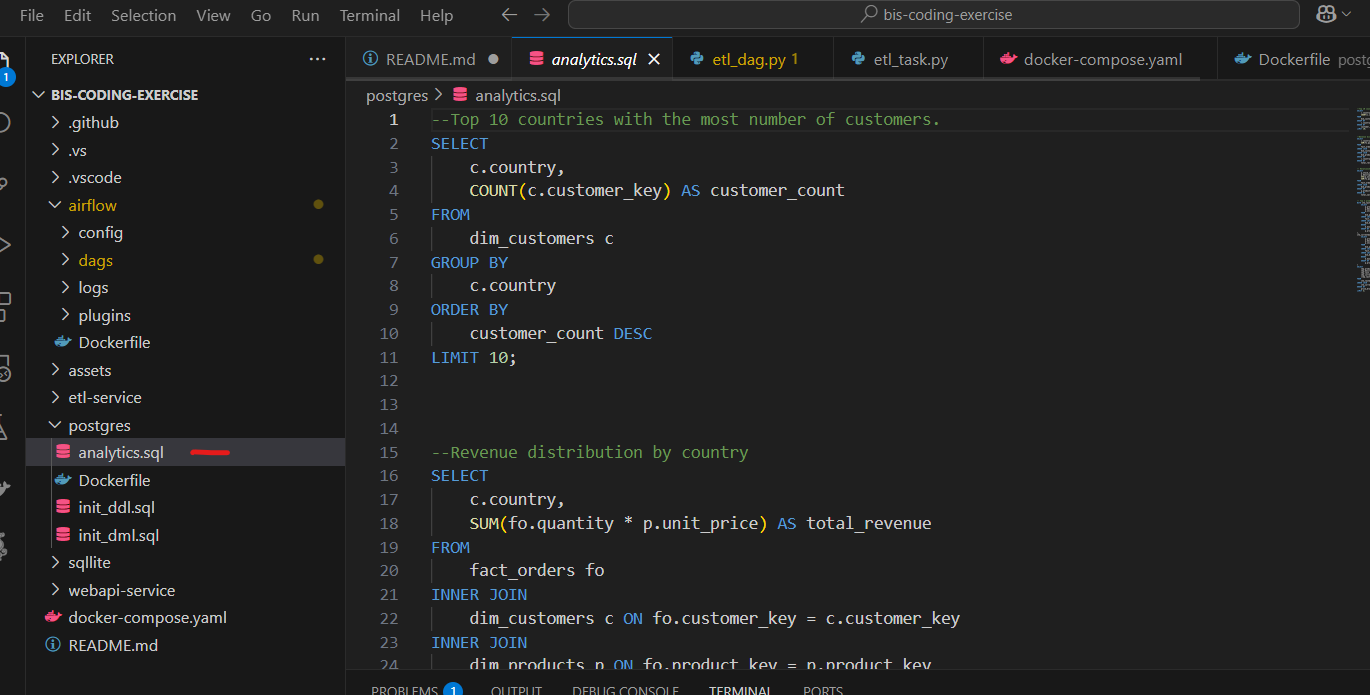 File Edit Selection View Go Run Terminal Help
bis-coding-exercise
EXPLORER
README.md
analytics.sql
etl_dag.py 1
etl_task.py
docker-compose.yaml
Dockerfile
1
BIS-CODING-EXERCISE
.github
.vs
.vscode
airflow
config
dags
logs
plugins
Dockerfile
assets
etl-service
postgres
analytics.sql
Dockerfile
init_ddl.sql
init_dml.sql
sqllite
webapi-service
docker-compose.yaml
README.md
postgres > analytics.sql
1 --Top 10 countries with the most number of customers.
2 SELECT
3 c.country,
4 COUNT(c.customer_key) AS customer_count
5 FROM
6 dim_customers c
7 GROUP BY
8 c.country
9 ORDER BY
10 customer_count DESC
11 LIMIT 10;
12
13
14
15 --Revenue distribution by country
16 SELECT
17 c.country,
18 SUM(fo.quantity * p.unit_price) AS total_revenue
19 FROM
20 fact_orders fo
21 INNER JOIN
22 dim_customers c ON fo.customer_key = c.customer_key
23 INNER JOIN
24 dim_products p ON fo.product_key = p.product_key
PROBLEMS 1 OUTPUT DEBUG CONSOLE TERMINAL PORTS